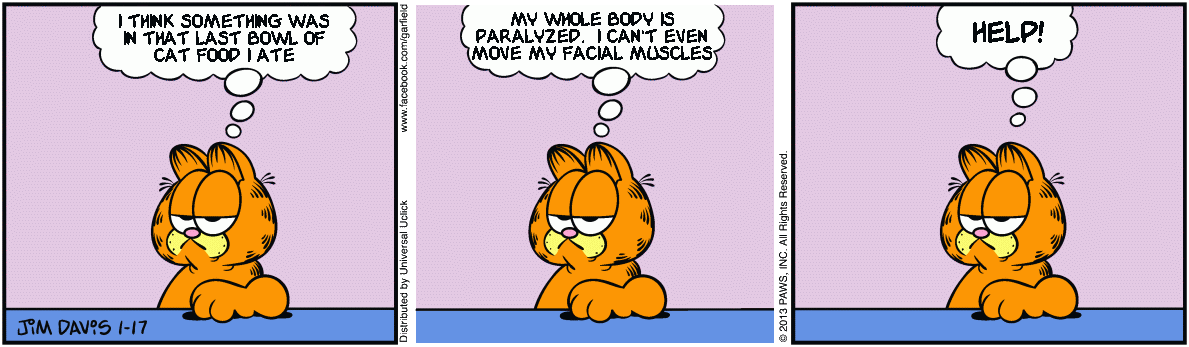 I THINK SOMETHING WAS
IN THAT LAST BOWL OF
CAT FOOD I ATE
JIM DAVIS 1-17
www.facebook.com/garfield
Distributed by Universal Uclick
MY WHOLE BODY IS
PARALYZED. I CAN'T EVEN
MOVE MY FACIAL MUSCLES
© 2013 PAWS, INC. All Rights Reserved.
HELP!